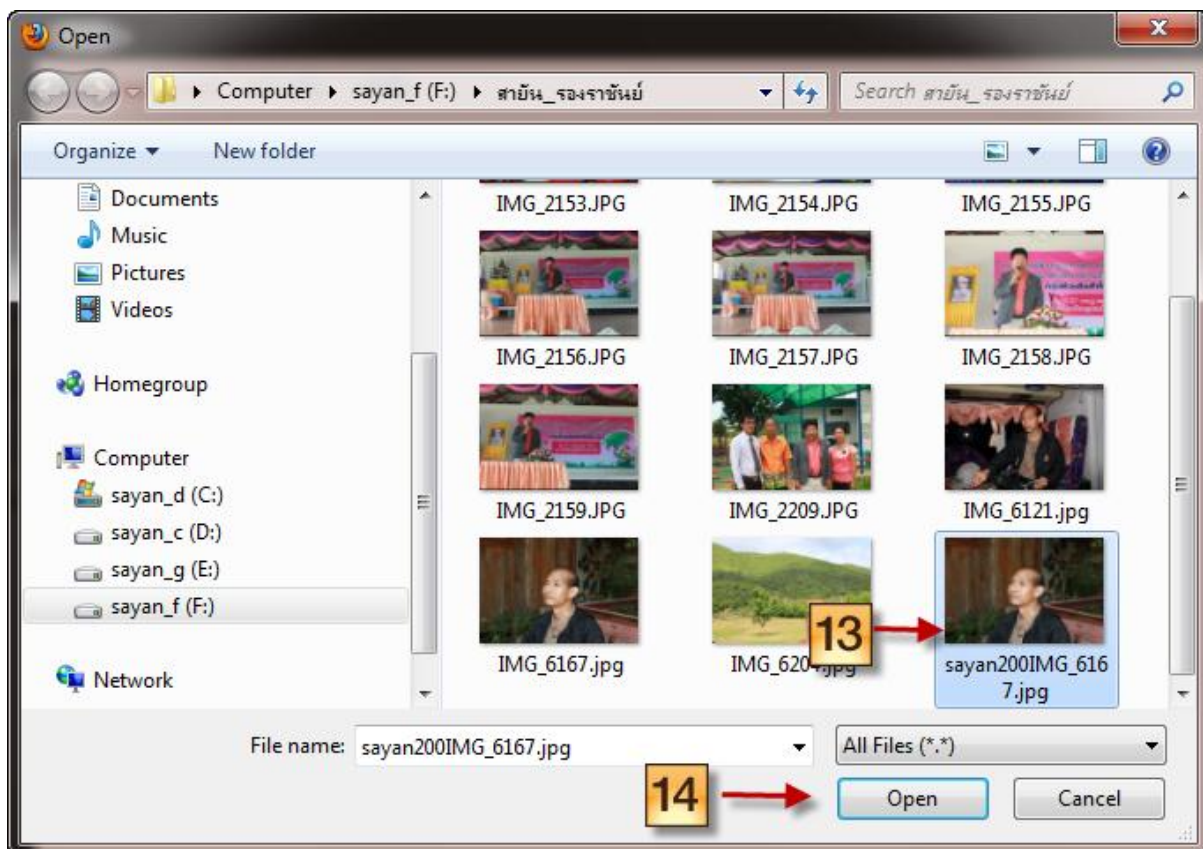 Open
Computer ▸ sayan_f (F:) ▸ สายัน_รองราชันย์
Search สายัน_รองราชันย์
Organize New folder
Documents
Music
Pictures
Videos
Homegroup
Computer
sayan_d (C:)
sayan_c (D:)
sayan_g (E:)
sayan_f (F:)
Network
IMG_2153.JPG IMG_2154.JPG IMG_2155.JPG
IMG_2156.JPG IMG_2157.JPG IMG_2158.JPG
IMG_2159.JPG IMG_2209.JPG IMG_6121.jpg
13
IMG_6167.jpg sayan200IMG_616
7.jpg
File name: sayan200IMG_6167.jpg All Files (*.*)
14
Open Cancel